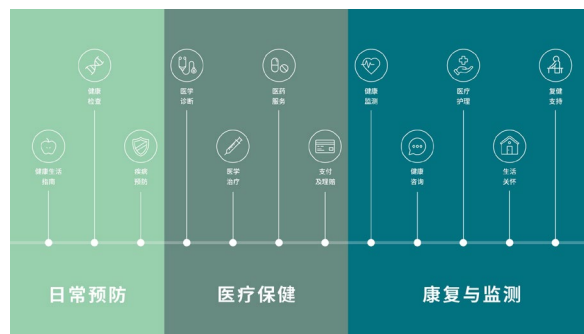 健康
检查
医学
诊断
医药
服务
健康
监测
医疗
护理
复健
支持
健康生活
指南
疾病
预防
医学
治疗
支付
及理赔
健康
咨询
生活
关怀
日常预防
医疗保健
康复与监测